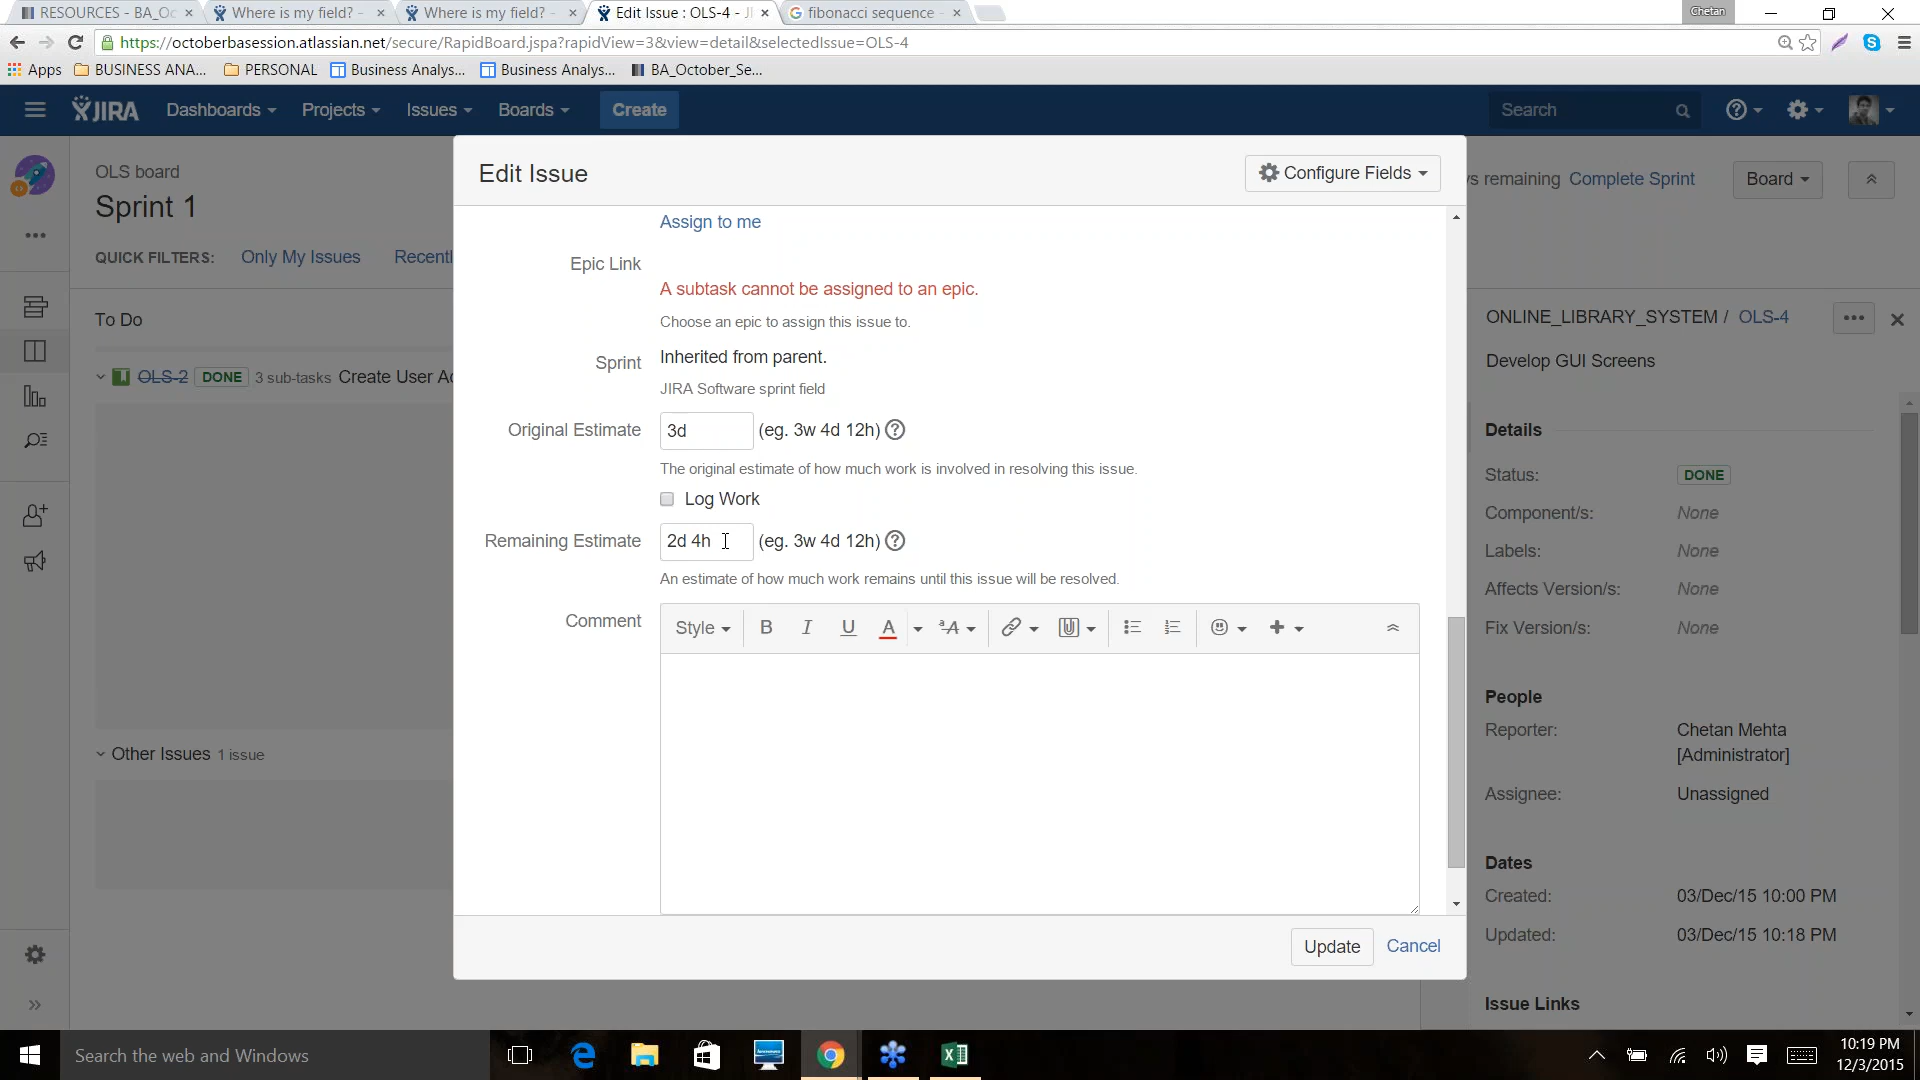 RESOURCES - BA_Oc
Where is my field? -
Where is my field? -
Edit Issue : OLS-4 - JI
fibonacci sequence -
Chetan
https://octoberbasession.atlassian.net/secure/RapidBoard.jspa?rapidView=3&view=detail&selectedIssue=OLS-4
Apps
BUSINESS ANA...
PERSONAL
Business Analys...
Business Analys...
BA_October_Se...
JIRA
Dashboards
Projects
Issues
Boards
Create
Search
OLS board
Sprint 1
QUICK FILTERS:
Only My Issues
Recentl
remaining
Complete Sprint
Board
To Do
OLS-2 DONE 3 sub-tasks Create User Ac
Other Issues 1 issue
Edit Issue
Configure Fields
Assign to me
Epic Link
A subtask cannot be assigned to an epic.
Choose an epic to assign this issue to.
Sprint
Inherited from parent.
JIRA Software sprint field
Original Estimate
3d
(eg. 3w 4d 12h)
The original estimate of how much work is involved in resolving this issue.
Log Work
Remaining Estimate
2d 4h
(eg. 3w 4d 12h)
An estimate of how much work remains until this issue will be resolved.
Comment
Style
B I U A
Update
Cancel
ONLINE_LIBRARY_SYSTEM / OLS-4
Develop GUI Screens
Details
Status: DONE
Component/s: None
Labels: None
Affects Version/s: None
Fix Version/s: None
People
Reporter: Chetan Mehta
[Administrator]
Assignee: Unassigned
Dates
Created: 03/Dec/15 10:00 PM
Updated: 03/Dec/15 10:18 PM
Issue Links
Search the web and Windows
10:19 PM
12/3/2015